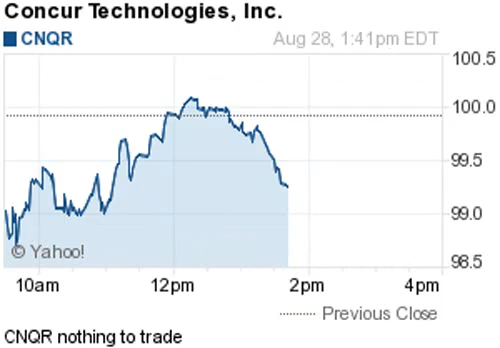 Concur Technologies, Inc.
CNQR Aug 28, 1:41pm EDT
100.5
100.0
99.5
99.0
98.5
© Yahoo!
10am 12pm 2pm 4pm
Previous Close
CNQR nothing to trade